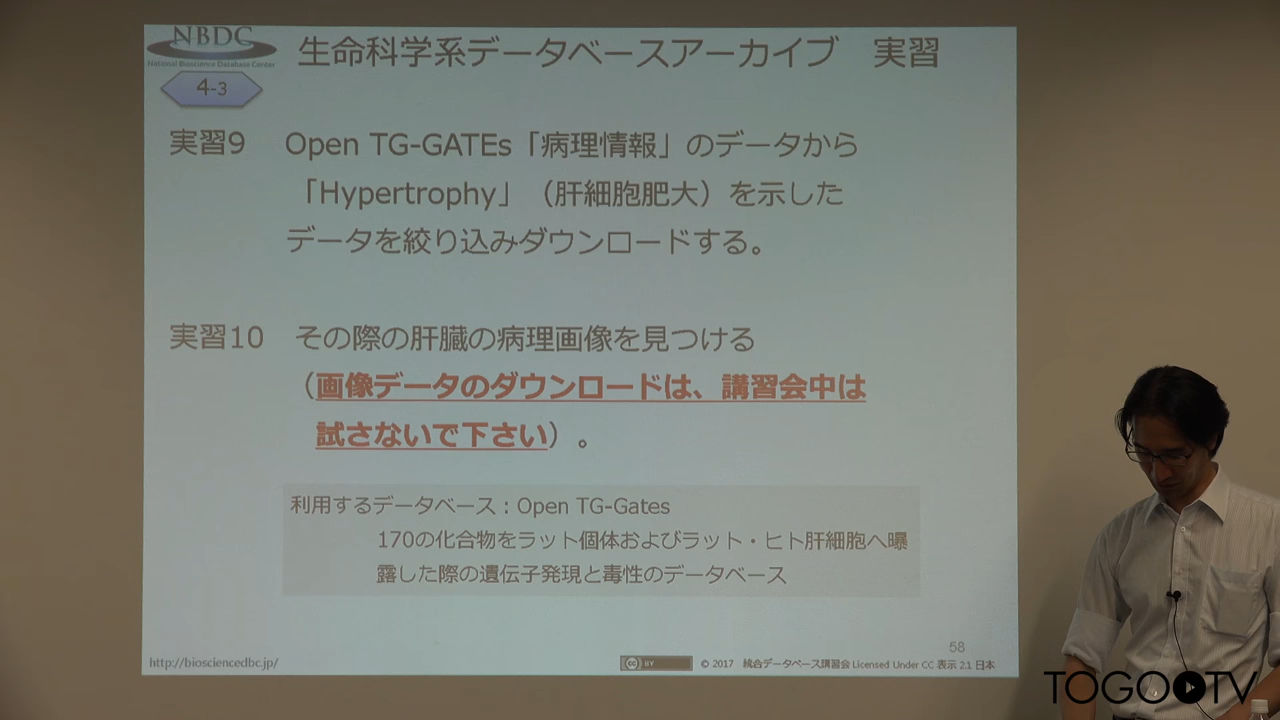 NBDC
National Bioscience Database Center
生命科学系データベースアーカイブ 実習
4-3
実習9 Open TG-GATEs「病理情報」のデータから
「Hypertrophy」(肝細胞肥大)を示した
データを絞り込みダウンロードする。
実習10 その際の肝臓の病理画像を見つける
(画像データのダウンロードは、講習会中は
試さないで下さい)。
利用するデータベース:Open TG-Gates
170の化合物をラット個体およびラット・ヒト肝細胞へ曝
露した際の遺伝子発現と毒性のデータベース
58
http://biosciencedbc.jp/
cc BY
© 2017 統合データベース講習会 Licensed Under CC 表示 2.1 日本
TOGO TV